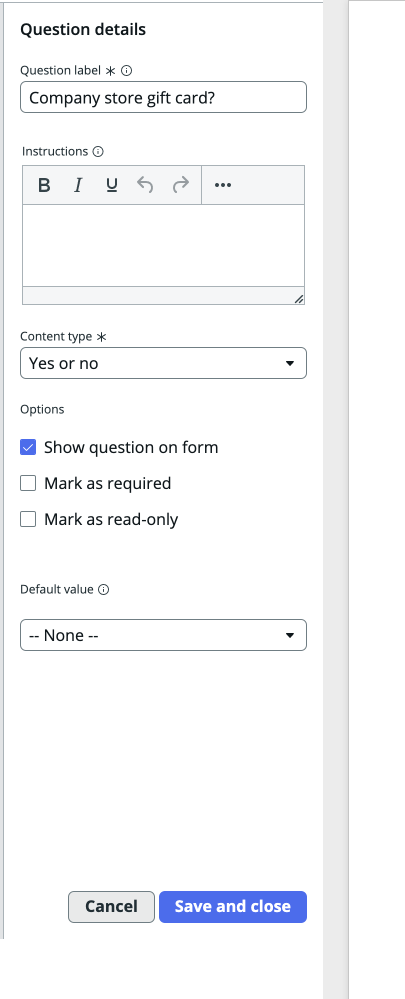 Question details
Question label *
Company store gift card?
Instructions
B I U •••
Content type *
Yes or no
Options
Show question on form
Mark as required
Mark as read-only
Default value
-- None --
Cancel Save and close